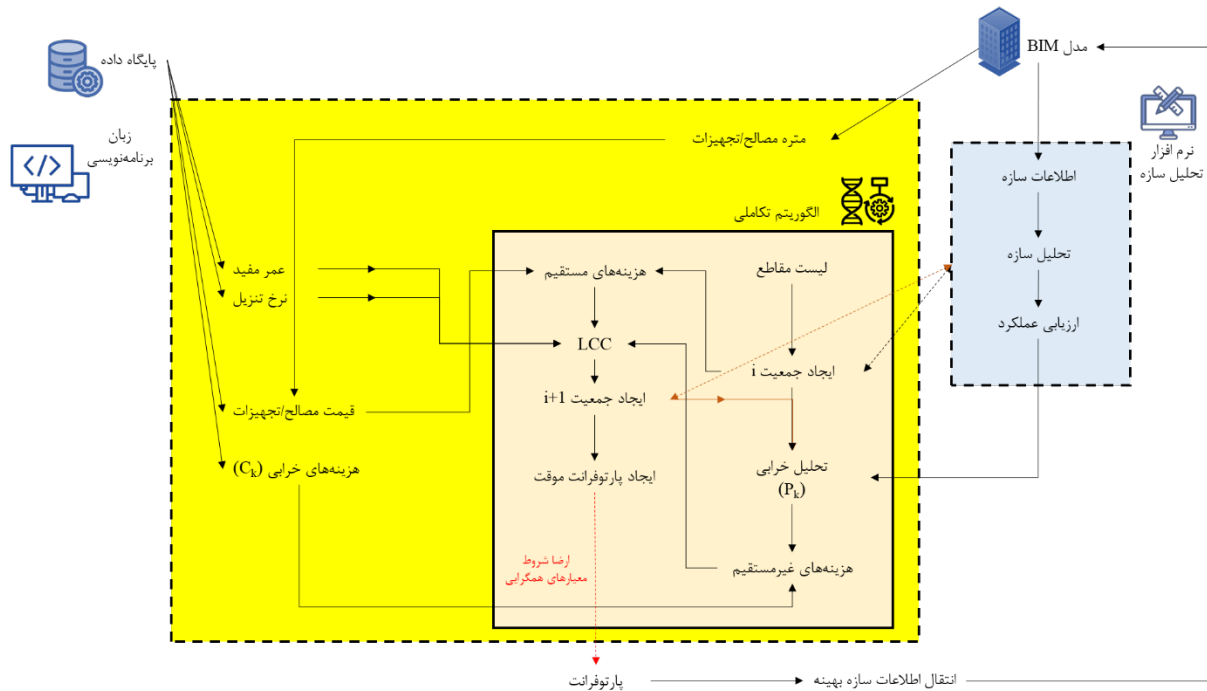 مدل BIM
پایگاه داده
زبان
برنامه‌نویسی
نرم افزار
تحلیل سازه
متره مصالح/تجهیزات
اطلاعات سازه
تحلیل سازه
ارزیابی عملکرد
الگوریتم تکاملی
لیست مقاطع
هزینه‌های مستقیم
عمر مفید
نرخ تنزیل
LCC
ایجاد جمعیت i
ایجاد جمعیت i+1
قیمت مصالح/تجهیزات
هزینه‌های خرابی (Ck)
تحلیل خرابی
(Pk)
ایجاد پارتوفرانت موقت
ارضا شروط
معیارهای همگرایی
هزینه‌های غیرمستقیم
پارتوفرانت
انتقال اطلاعات سازه بهینه